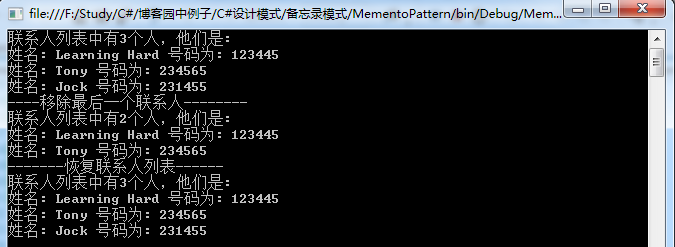 file:///F:/Study/C#/博客园中例子/C#设计模式/备忘录模式/MementoPattern/bin/Debug/Mem...
联系人列表中有3个人，他们是:
姓名: Learning Hard 号码为: 123445
姓名: Tony 号码为: 234565
姓名: Jock 号码为: 231455
----移除最后一个联系人--------
联系人列表中有2个人，他们是:
姓名: Learning Hard 号码为: 123445
姓名: Tony 号码为: 234565
-------恢复联系人列表------
联系人列表中有3个人，他们是:
姓名: Learning Hard 号码为: 123445
姓名: Tony 号码为: 234565
姓名: Jock 号码为: 231455